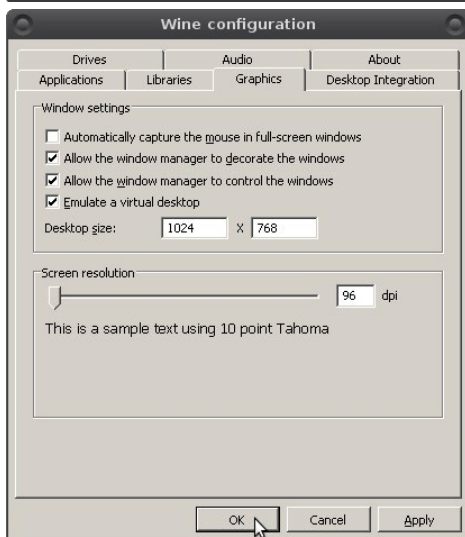 Wine configuration
Drives Audio About
Applications Libraries Graphics Desktop Integration
Window settings
Automatically capture the mouse in full-screen windows
Allow the window manager to decorate the windows
Allow the window manager to control the windows
Emulate a virtual desktop
Desktop size: 1024 X 768
Screen resolution
96 dpi
This is a sample text using 10 point Tahoma
OK Cancel Apply